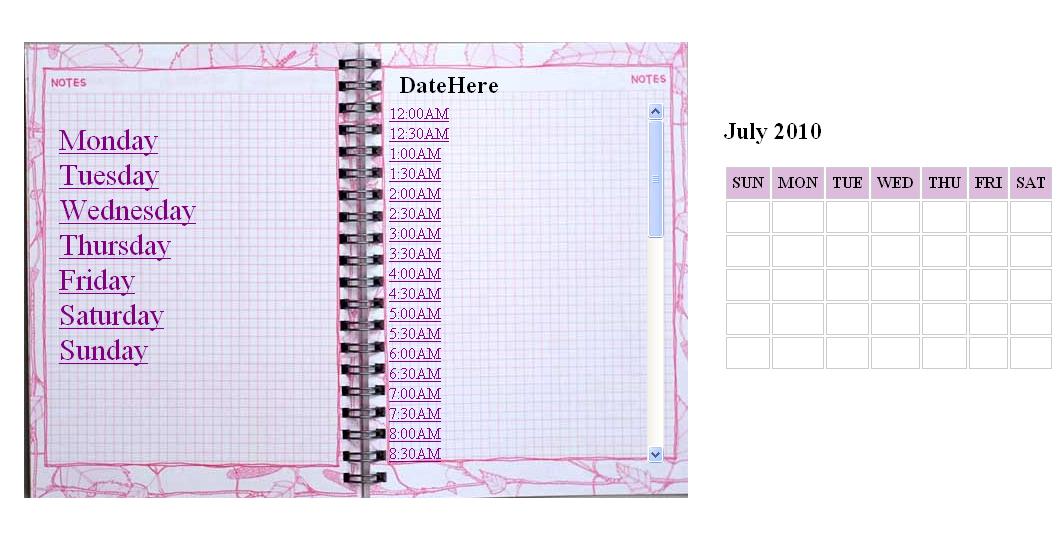 NOTES
Monday
Tuesday
Wednesday
Thursday
Friday
Saturday
Sunday
NOTES
DateHere
12:00AM
12:30AM
1:00AM
1:30AM
2:00AM
2:30AM
3:00AM
3:30AM
4:00AM
4:30AM
5:00AM
5:30AM
6:00AM
6:30AM
7:00AM
7:30AM
8:00AM
8:30AM
July 2010
SUN MON TUE WED THU FRI SAT